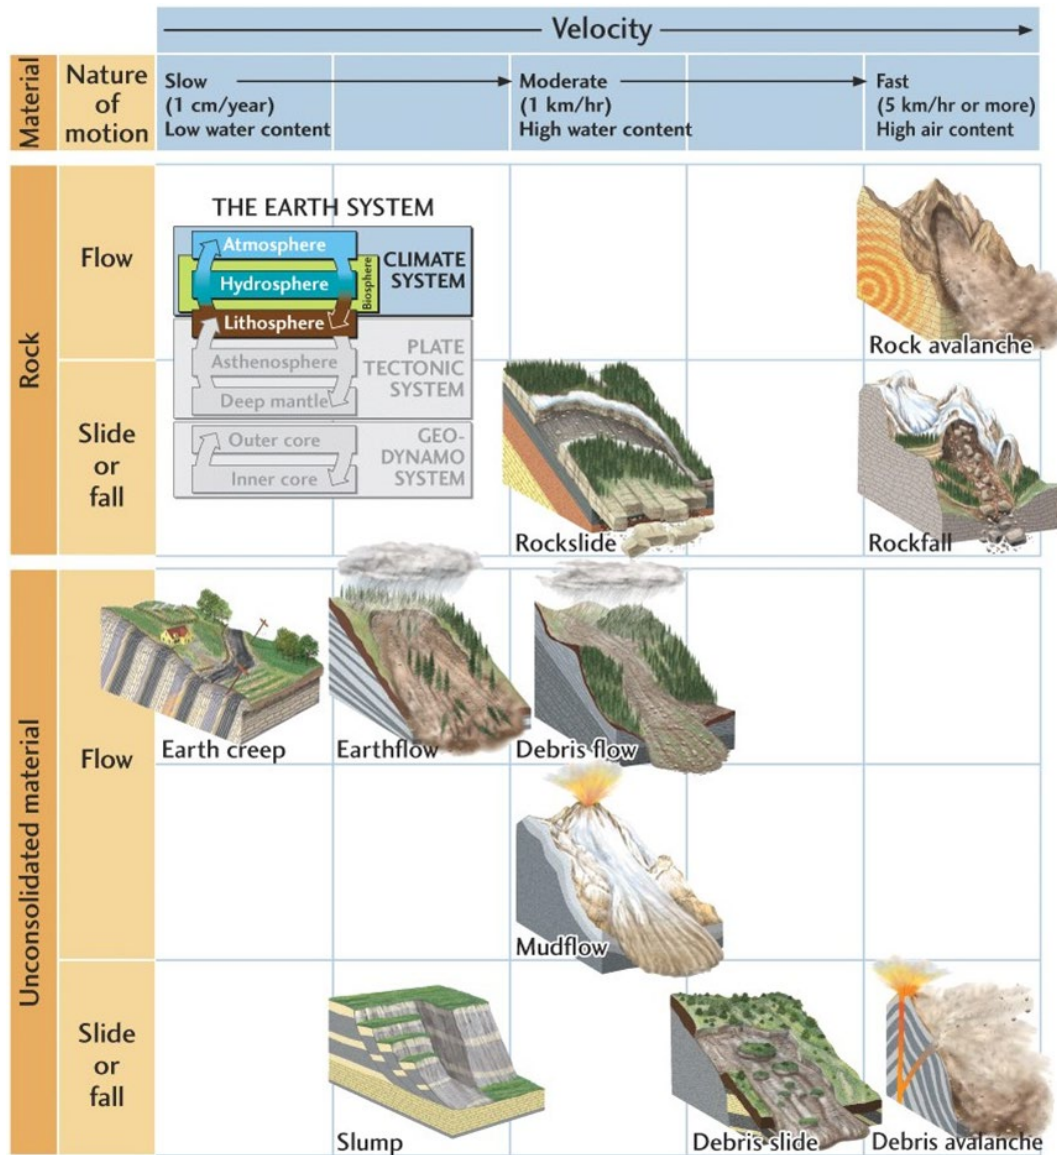 Velocity
Material
Nature
of
motion
Slow
(1 cm/year)
Low water content
Moderate
(1 km/hr)
High water content
Fast
(5 km/hr or more)
High air content
Rock
Flow
THE EARTH SYSTEM
Atmosphere
Hydrosphere
Biosphere
CLIMATE
SYSTEM
Lithosphere
Asthenosphere
Deep mantle
PLATE
TECTONIC
SYSTEM
Outer core
Inner core
GEO-
DYNAMO
SYSTEM
Rock avalanche
Slide
or
fall
Rockslide
Rockfall
Unconsolidated material
Flow
Earth creep
Earthflow
Debris flow
Mudflow
Slide
or
fall
Slump
Debris slide
Debris avalanche